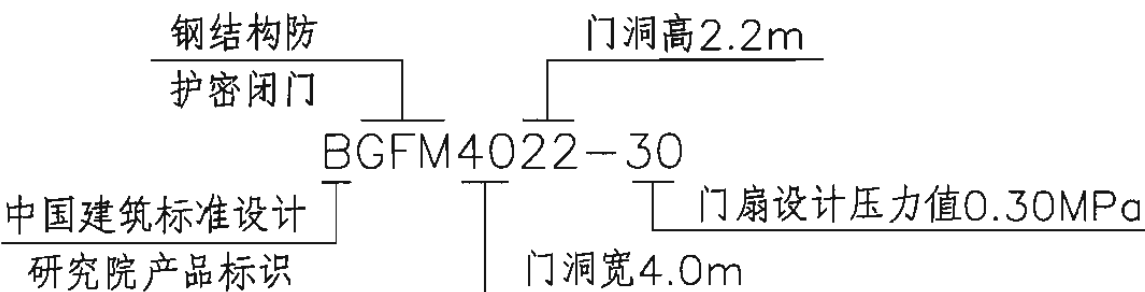 钢结构防
护密闭门
门洞高2.2m
BGFM4022-30
中国建筑标准设计
研究院产品标识
门扇设计压力值0.30MPa
门洞宽4.0m